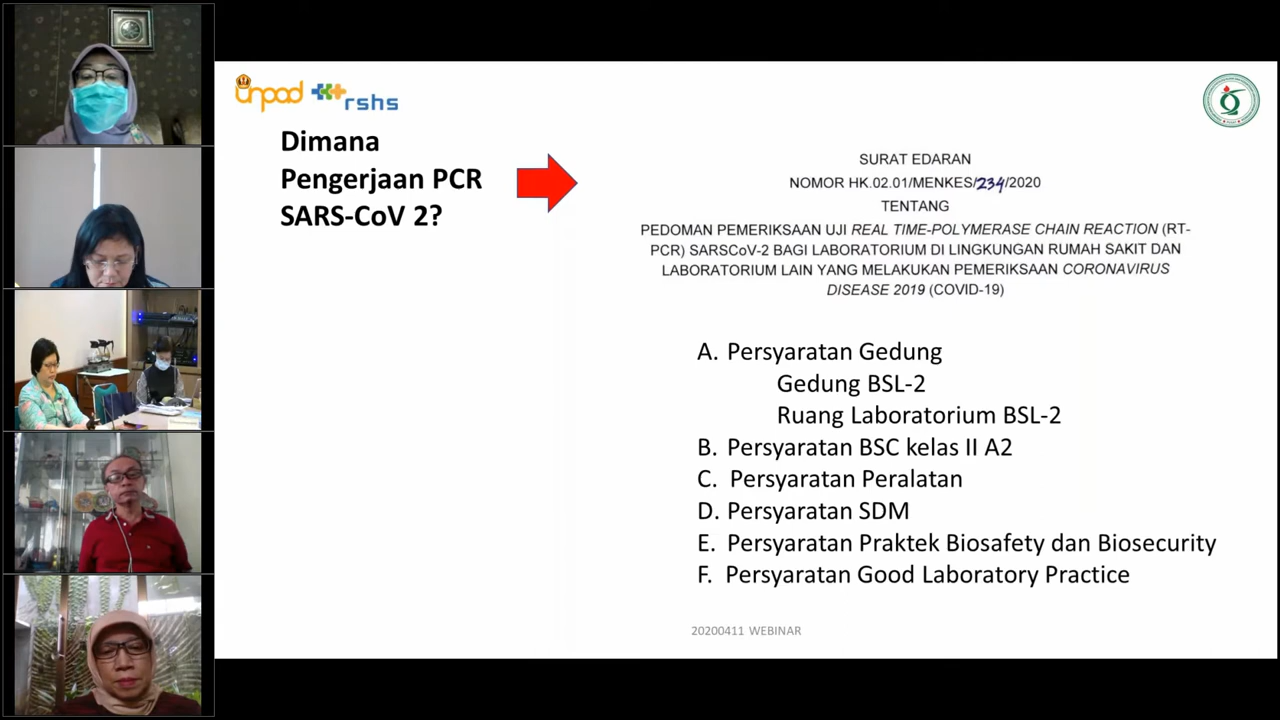 unpad
rshs
Dimana
Pengerjaan PCR
SARS-CoV 2?
SURAT EDARAN
NOMOR HK.02.01/MENKES/234/2020
TENTANG
PEDOMAN PEMERIKSAAN UJI REAL TIME-POLYMERASE CHAIN REACTION (RT-
PCR) SARSCoV-2 BAGI LABORATORIUM DI LINGKUNGAN RUMAH SAKIT DAN
LABORATORIUM LAIN YANG MELAKUKAN PEMERIKSAAN CORONAVIRUS
DISEASE 2019 (COVID-19)
A. Persyaratan Gedung
Gedung BSL-2
Ruang Laboratorium BSL-2
B. Persyaratan BSC kelas II A2
C. Persyaratan Peralatan
D. Persyaratan SDM
E. Persyaratan Praktek Biosafety dan Biosecurity
F. Persyaratan Good Laboratory Practice
20200411 WEBINAR